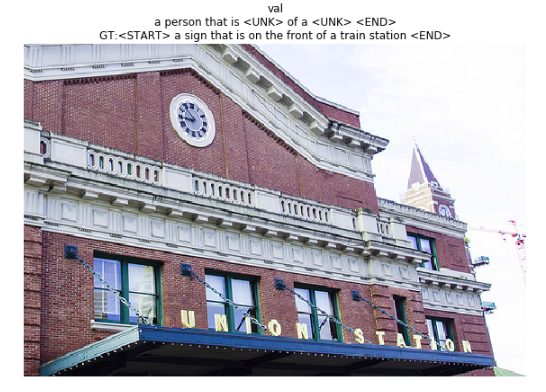 val
a person that is <UNK> of a <UNK> <END>
GT:<START> a sign that is on the front of a train station <END>
UNION STATION